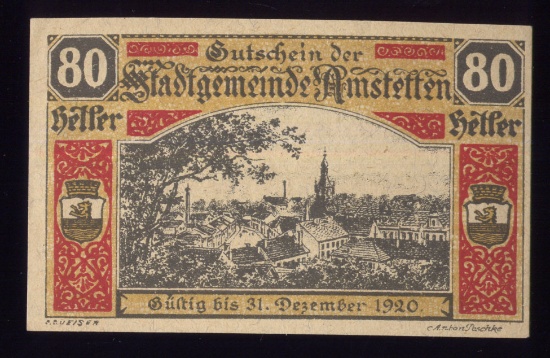 80 Gutschein der 80
Stadtgemeinde Amstetten
Heller Heller
Gültig bis 31. Dezember 1920.